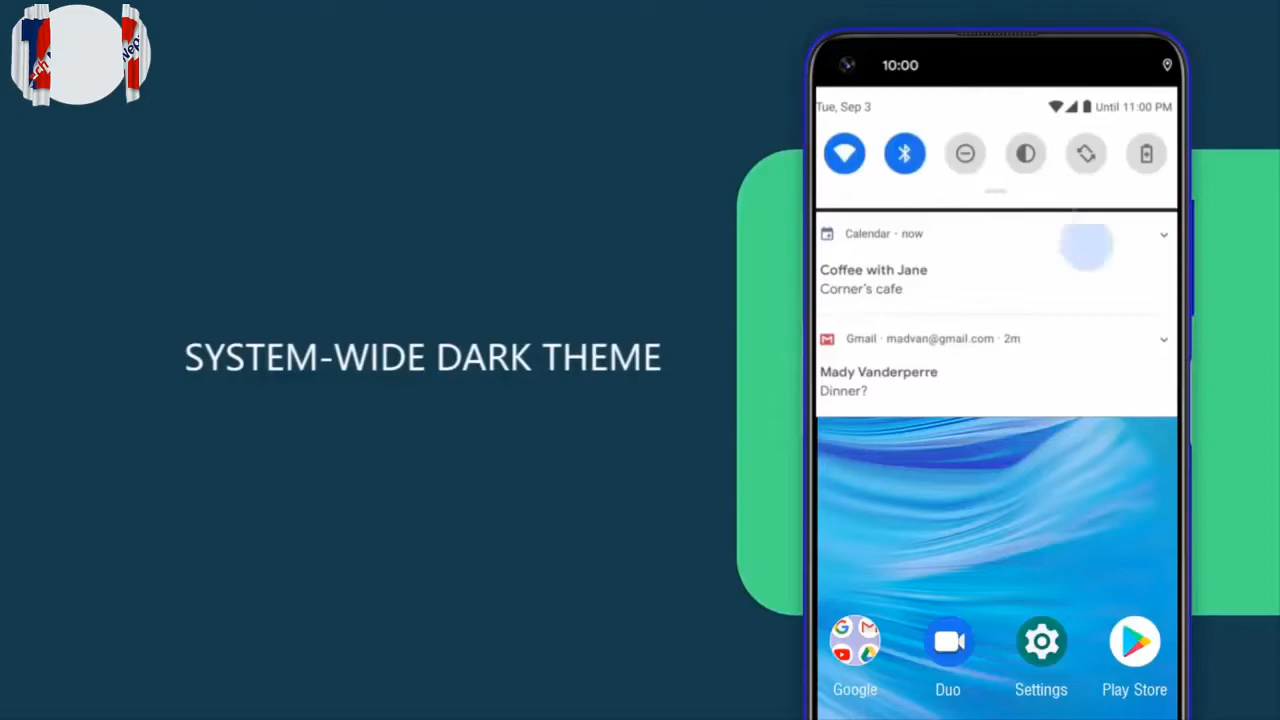 10:00
Tue, Sep 3
Until 11:00 PM
Calendar · now
Coffee with Jane
Corner's cafe
Gmail · madvan@gmail.com · 2m
Mady Vanderperre
Dinner?
SYSTEM-WIDE DARK THEME
Google
Duo
Settings
Play Store